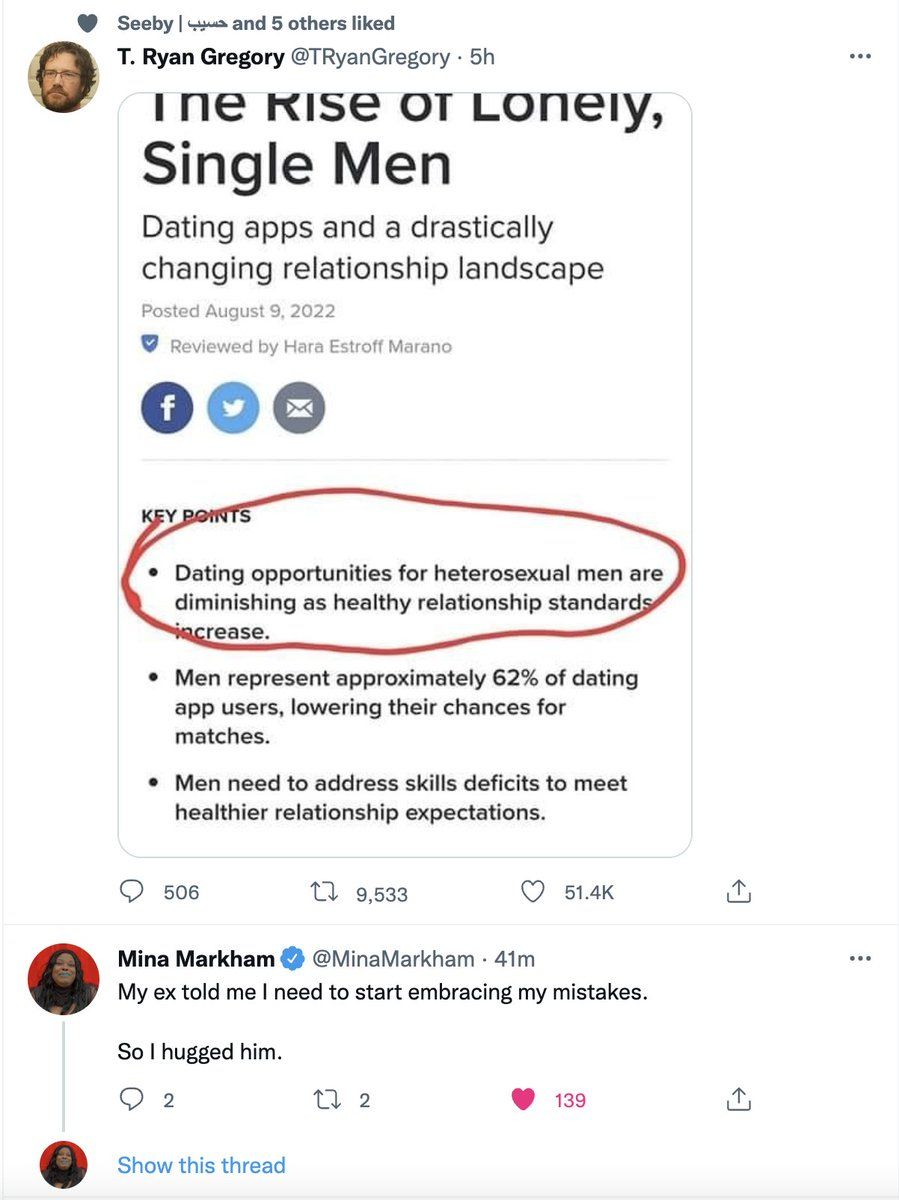 Seeby | حسيب and 5 others liked
T. Ryan Gregory @TRyanGregory · 5h
The Rise of Lonely,
Single Men
Dating apps and a drastically
changing relationship landscape
Posted August 9, 2022
Reviewed by Hara Estroff Marano
KEY POINTS
• Dating opportunities for heterosexual men are
diminishing as healthy relationship standards
increase.
• Men represent approximately 62% of dating
app users, lowering their chances for
matches.
• Men need to address skills deficits to meet
healthier relationship expectations.
506 9,533 51.4K
Mina Markham @MinaMarkham · 41m
My ex told me I need to start embracing my mistakes.
So I hugged him.
2 2 139
Show this thread